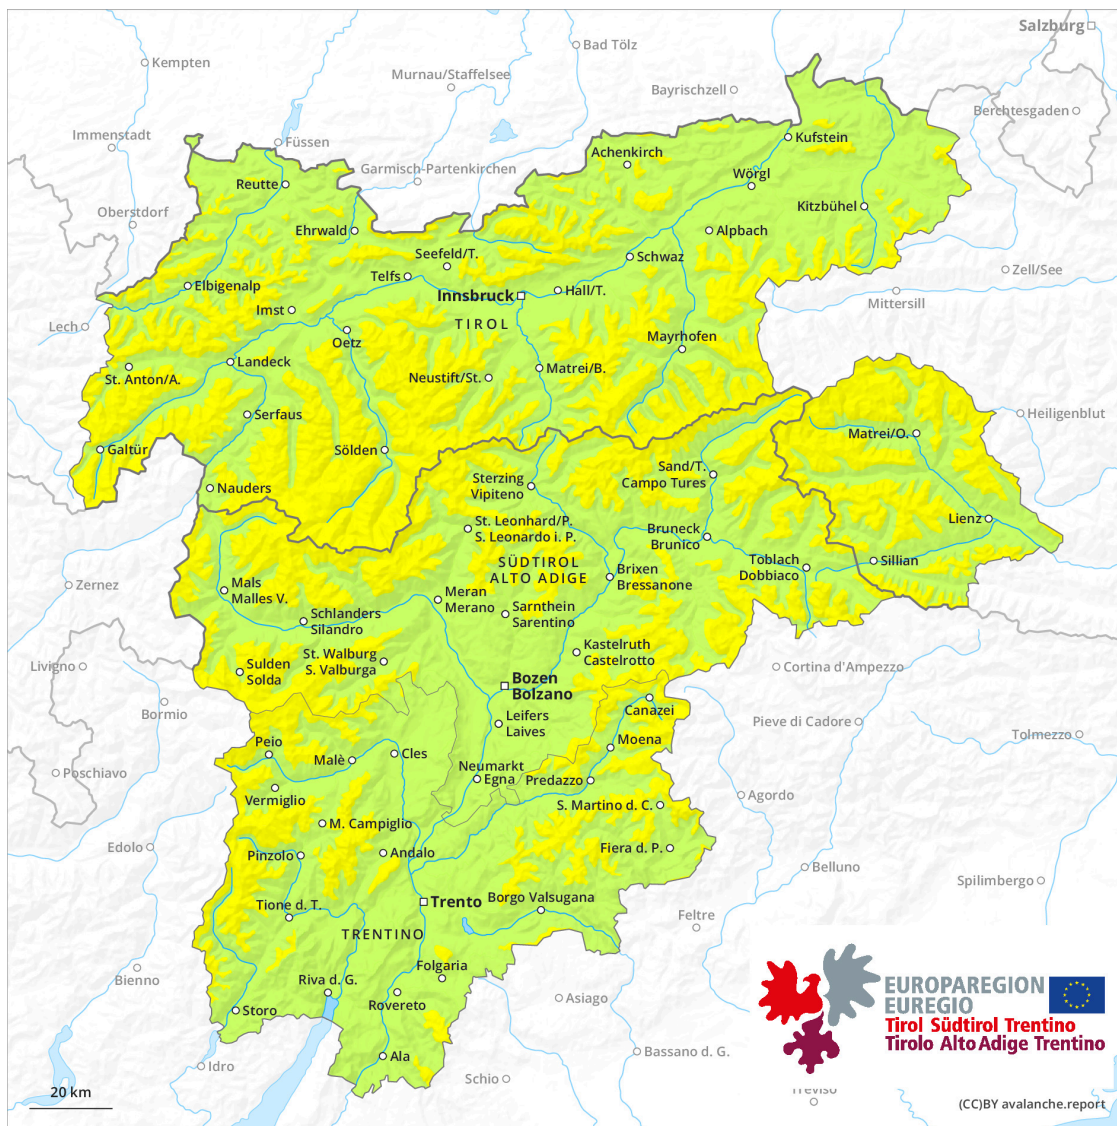 Salzburg
Bad Tölz
Kempten
Murnau/Staffelsee
Bayrischzell
Berchtesgaden
Immenstadt
Füssen
Kufstein
Achenkirch
Garmisch-Partenkirchen
Wörgl
Reutte
Oberstdorf
Kitzbühel
Ehrwald
Alpbach
Seefeld/T.
Schwaz
Zell/See
Telfs
Elbigenalp
Hall/T.
Innsbruck
Mittersill
Imst
TIROL
Lech
Oetz
Mayrhofen
Landeck
Matrei/B.
St. Anton/A.
Neustift/St.
Serfaus
Heiligenblut
Matrei/O.
Galtür
Sölden
Sand/T.
Campo Tures
Sterzing
Vipiteno
Nauders
Lienz
St. Leonhard/P.
S. Leonardo i. P.
Bruneck
Brunico
SÜDTIROL
ALTO ADIGE
Toblach
Dobbiaco
Sillian
Brixen
Bressanone
Zernez
Mals
Malles V.
Meran
Merano
Sarnthein
Sarentino
Schlanders
Silandro
Kastelruth
Castelrotto
St. Walburg
S. Valburga
Livigno
Sulden
Solda
Cortina d'Ampezzo
Bozen
Bolzano
Bormio
Canazei
Leifers
Laives
Pieve di Cadore
Tolmezzo
Peio
Moena
Malè
Cles
Poschiavo
Neumarkt
Egna
Predazzo
Vermiglio
Agordo
S. Martino d. C.
M. Campiglio
Edolo
Pinzolo
Andalo
Fiera d. P.
Belluno
Spilimbergo
Trento
Borgo Valsugana
Tione d. T.
Feltre
TRENTINO
Folgaria
Bienno
Riva d. G.
EUROPAREGION
EUREGIO
Tirol Südtirol Trentino
Tirolo Alto Adige Trentino
Storo
Rovereto
Asiago
Ala
Bassano d. G.
Idro
Schio
Treviso
20 km
(CC)BY avalanche.report